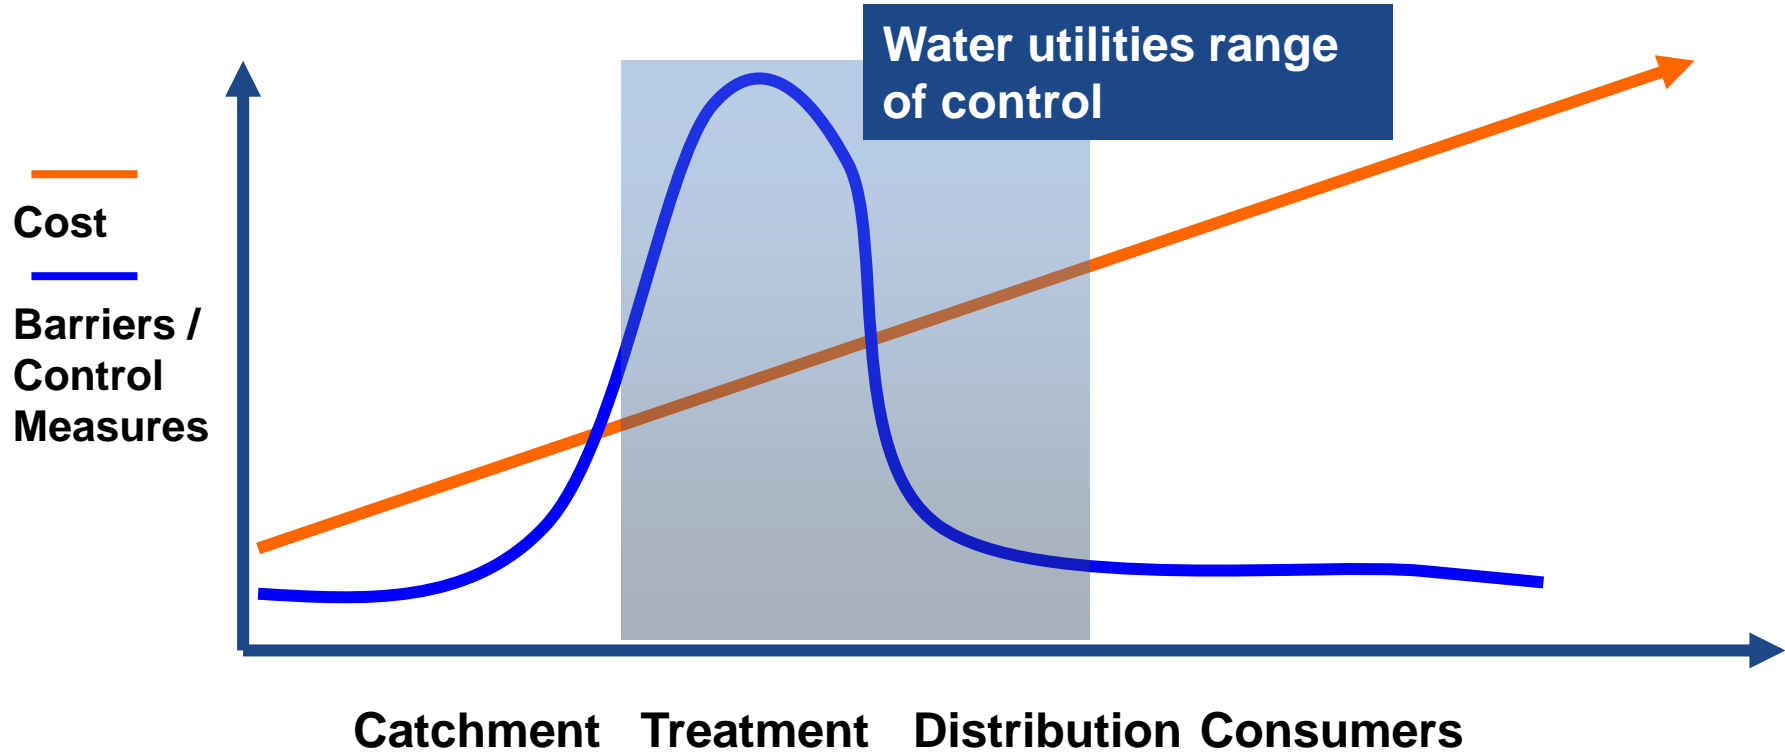 Water utilities range
of control
Cost
Barriers /
Control
Measures
Catchment Treatment Distribution Consumers